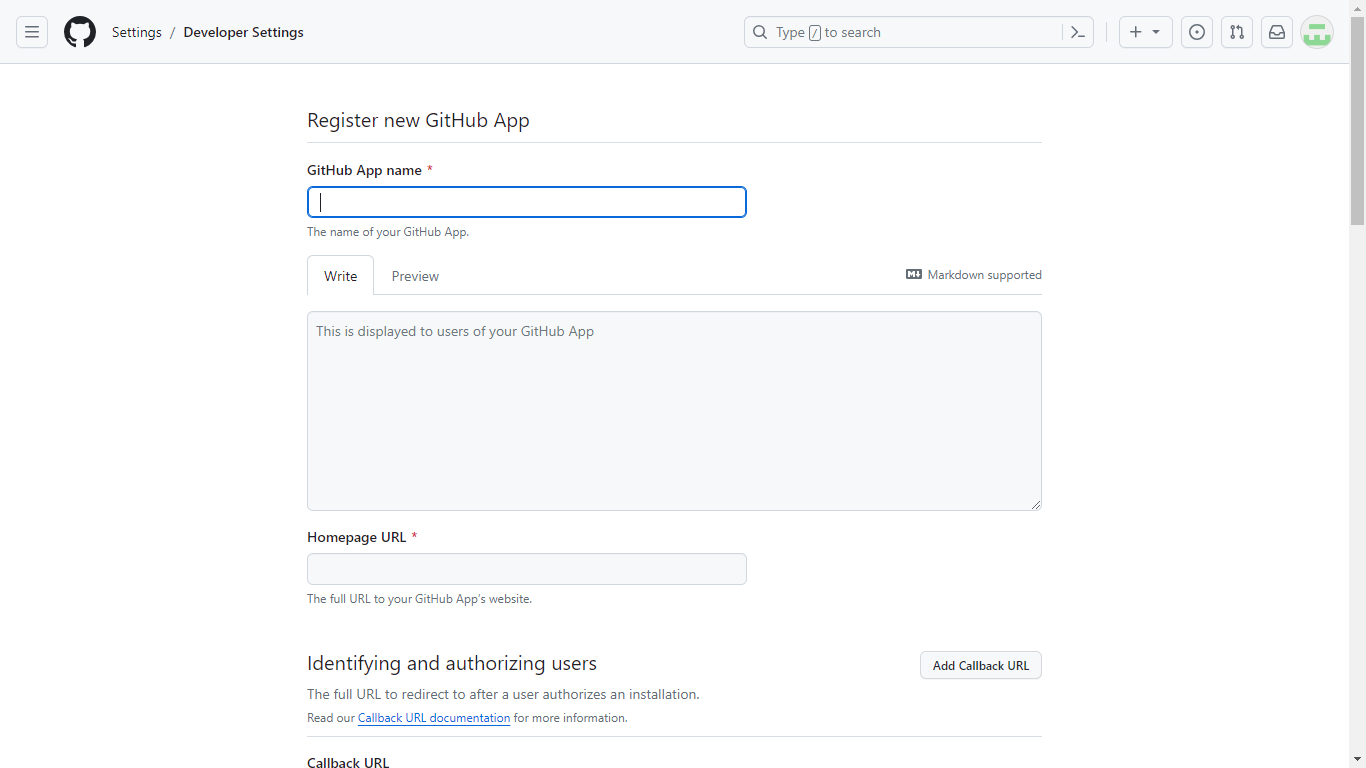 Settings / Developer Settings
Type / to search
Register new GitHub App
GitHub App name *
The name of your GitHub App.
Write Preview Markdown supported
This is displayed to users of your GitHub App
Homepage URL *
The full URL to your GitHub App's website.
Identifying and authorizing users
Add Callback URL
The full URL to redirect to after a user authorizes an installation.
Read our Callback URL documentation for more information.
Callback URL